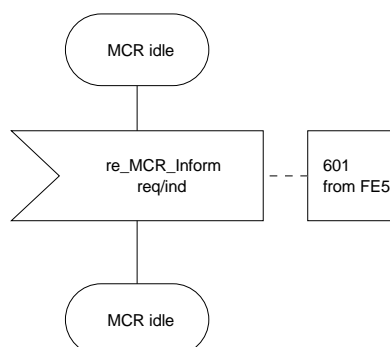 MCR idle
re_MCR_Inform
req/ind
601
from FE5
MCR idle